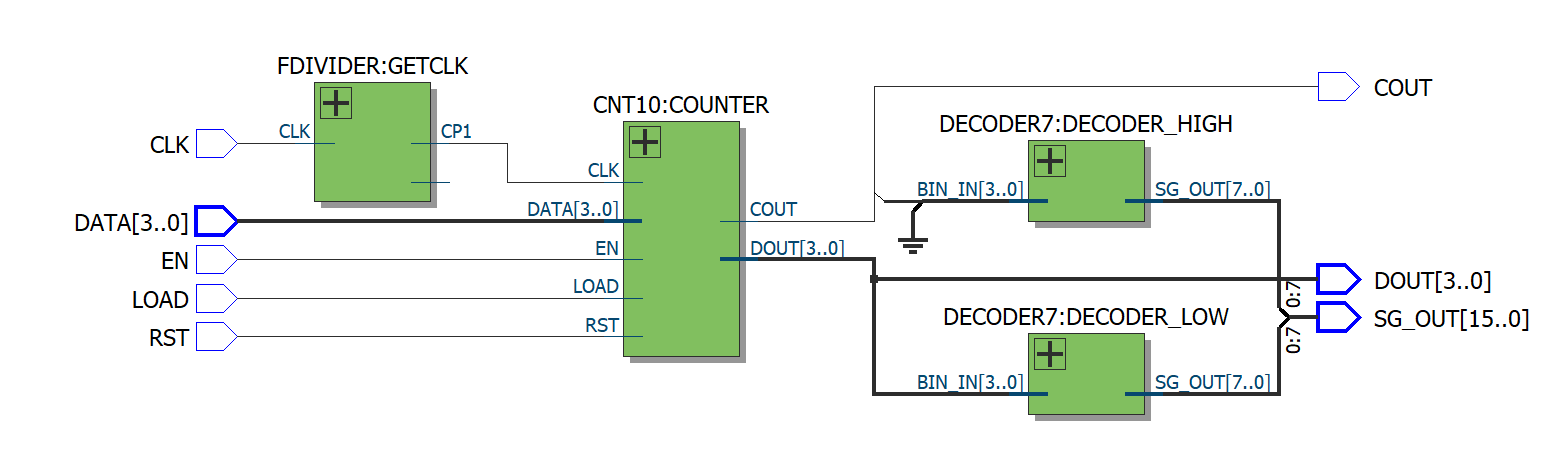 FDIVIDER:GETCLK
CLK
CLK
CP1
CNT10:COUNTER
CLK
DATA[3..0]
DATA[3..0]
EN
EN
LOAD
LOAD
RST
RST
COUT
DOUT[3..0]
COUT
DECODER7:DECODER_HIGH
BIN_IN[3..0]
SG_OUT[7..0]
DOUT[3..0]
0:7
SG_OUT[15..0]
0:7
DECODER7:DECODER_LOW
BIN_IN[3..0]
SG_OUT[7..0]